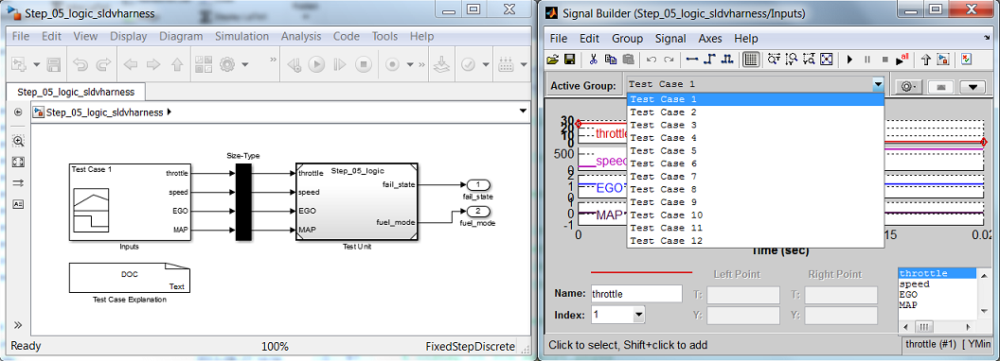 Step_05_logic_sldvharness
File Edit View Display Diagram Simulation Analysis Code Tools Help
Step_05_logic_sldvharness
Step_05_logic_sldvharness
Size-Type
Test Case 1
throttle
speed
EGO
MAP
Inputs
throttle
speed
EGO
MAP
Step_05_logic
fail_state
fuel_mode
Test Unit
1
fail_state
2
fuel_mode
DOC
Text
Test Case Explanation
Ready 100% FixedStepDiscrete
Signal Builder (Step_05_logic_sldvharness/Inputs)
File Edit Group Signal Axes Help
all
Active Group: Test Case 1
Test Case 1
Test Case 2
Test Case 3
Test Case 4
Test Case 5
Test Case 6
Test Case 7
Test Case 8
Test Case 9
Test Case 10
Test Case 11
Test Case 12
30
20
10
0
throttle
500
speed
2
1
EGO
1
0
-1
MAP
0 15 0.02
Time (sec)
Left Point Right Point
Name: throttle T: T:
Index: 1 Y: Y:
throttle
speed
EGO
MAP
Click to select, Shift+click to add throttle (#1) [ YMin